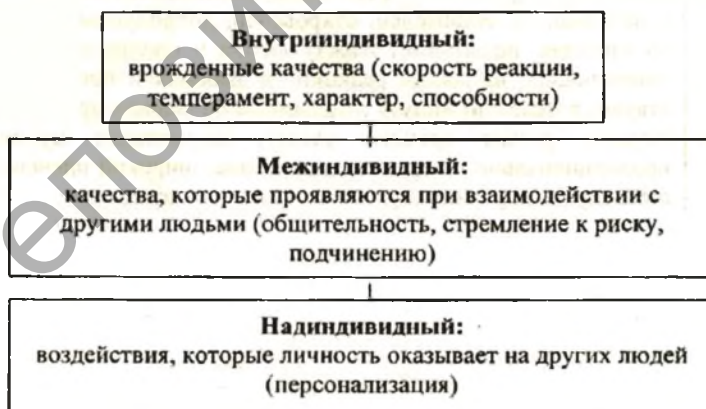 Внутрииндивидный:
врожденные качества (скорость реакции,
темперамент, характер, способности)
Межиндивидный:
качества, которые проявляются при взаимодействии с
другими людьми (общительность, стремление к риску,
подчинению)
Надиндивидный:
воздействия, которые личность оказывает на других людей
(персонализация)